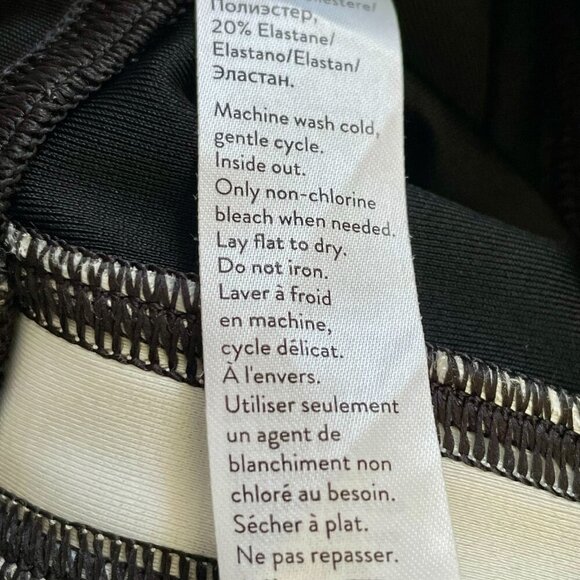 Полиэстер,
20% Elastane/
Elastano/Elastan/
Эластан.
Machine wash cold,
gentle cycle.
Inside out.
Only non-chlorine
bleach when needed.
Lay flat to dry.
Do not iron.
Laver à froid
en machine,
cycle délicat.
À l'envers.
Utiliser seulement
un agent de
blanchiment non
chloré au besoin.
Sécher à plat.
Ne pas repasser.